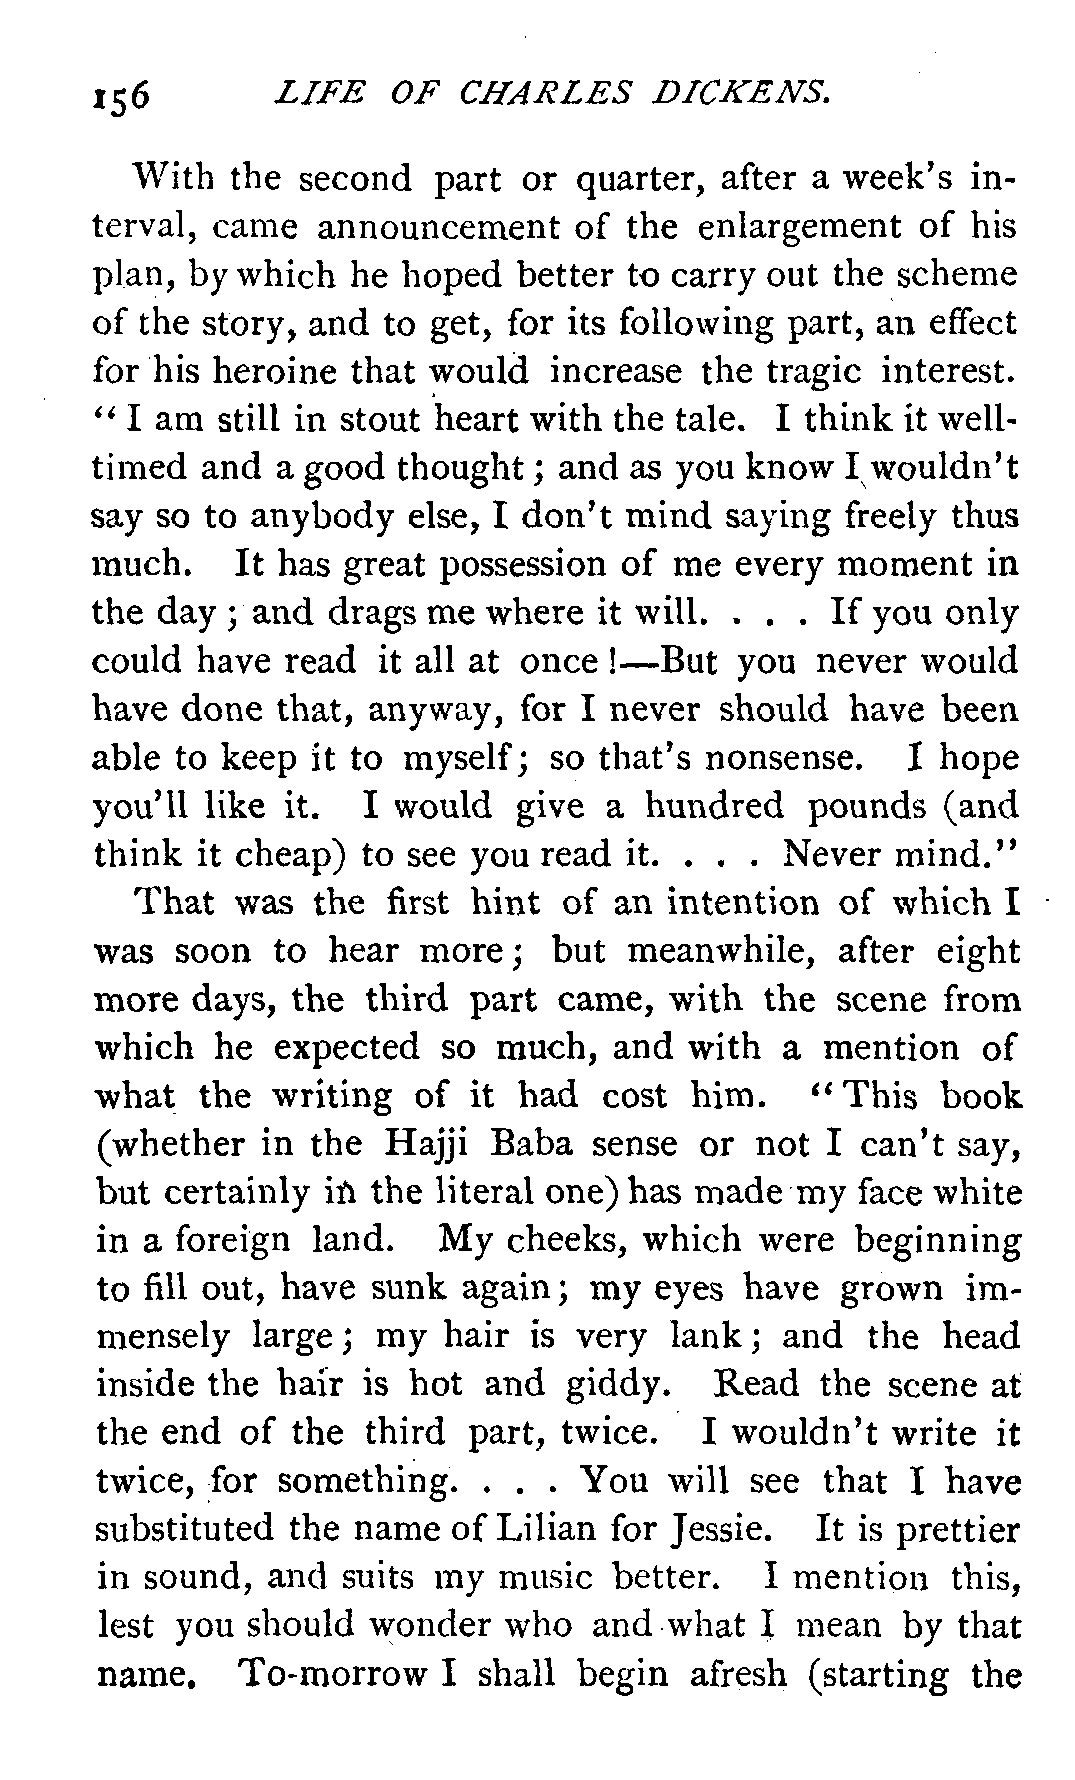 156 LIFE OF CHARLES DICKENS.
With the second part or quarter, after a week's in-
terval, came announcement of the enlargement of his
plan, by which he hoped better to carry out the scheme
of the story, and to get, for its following part, an effect
for his heroine that would increase the tragic interest.
" I am still in stout heart with the tale. I think it well-
timed and a good thought ; and as you know I wouldn't
say so to anybody else, I don't mind saying freely thus
much. It has great possession of me every moment in
the day ; and drags me where it will. . . . If you only
could have read it all at once !—But you never would
have done that, anyway, for I never should have been
able to keep it to myself ; so that's nonsense. I hope
you'll like it. I would give a hundred pounds (and
think it cheap) to see you read it. . . . Never mind."
That was the first hint of an intention of which I
was soon to hear more ; but meanwhile, after eight
more days, the third part came, with the scene from
which he expected so much, and with a mention of
what the writing of it had cost him. " This book
(whether in the Hajji Baba sense or not I can't say,
but certainly in the literal one) has made my face white
in a foreign land. My cheeks, which were beginning
to fill out, have sunk again ; my eyes have grown im-
mensely large ; my hair is very lank ; and the head
inside the hair is hot and giddy. Read the scene at
the end of the third part, twice. I wouldn't write it
twice, for something. . . . You will see that I have
substituted the name of Lilian for Jessie. It is prettier
in sound, and suits my music better. I mention this,
lest you should wonder who and what I mean by that
name. To-morrow I shall begin afresh (starting the